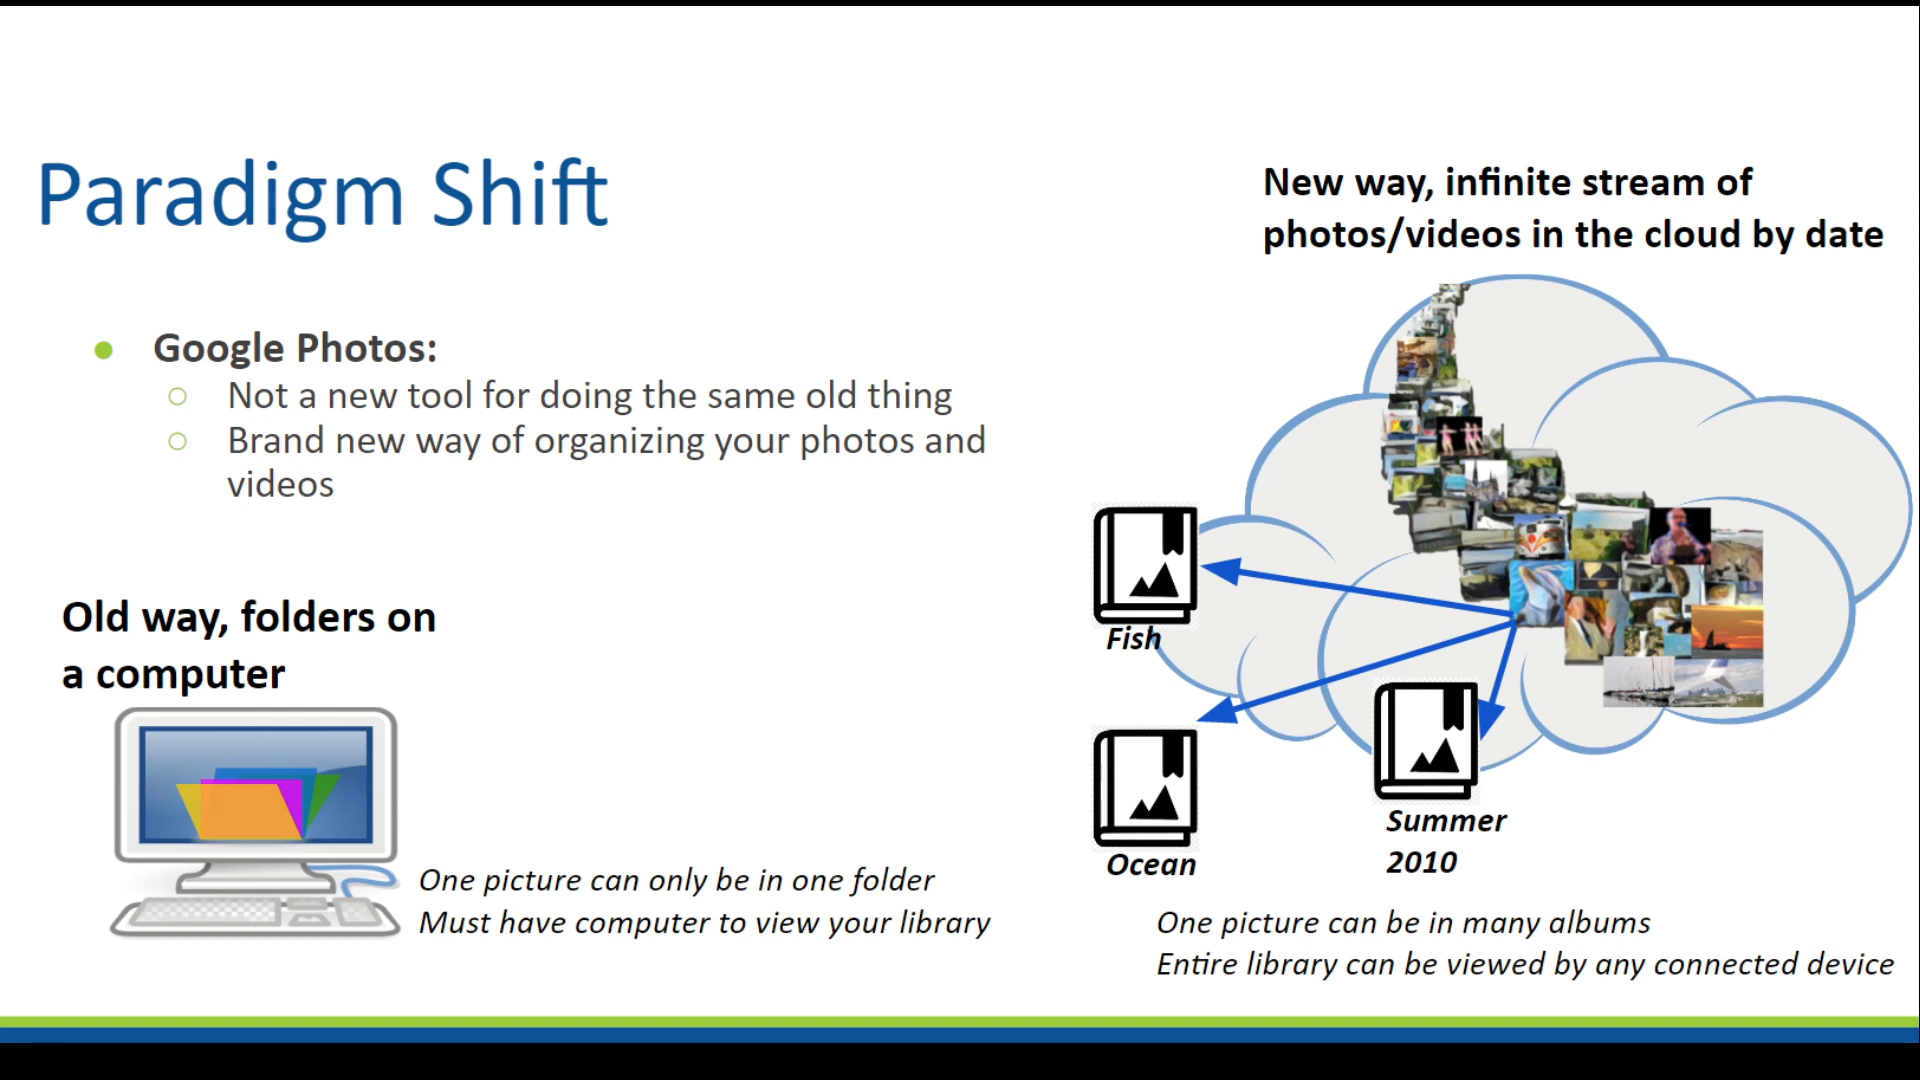 Paradigm Shift
Google Photos:
Not a new tool for doing the same old thing
Brand new way of organizing your photos and
videos
Old way, folders on
a computer
One picture can only be in one folder
Must have computer to view your library
New way, infinite stream of
photos/videos in the cloud by date
Fish
Ocean
Summer
2010
One picture can be in many albums
Entire library can be viewed by any connected device